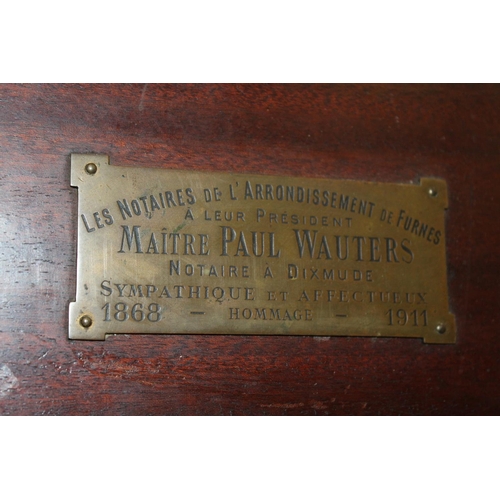 LES NOTAIRES DE L'ARRONDISSEMENT DE FURNES
À LEUR PRÉSIDENT
MAÎTRE PAUL WAUTERS
NOTAIRE À DIXMUDE
SYMPATHIQUE ET AFFECTUEUX
1868 – HOMMAGE – 1911